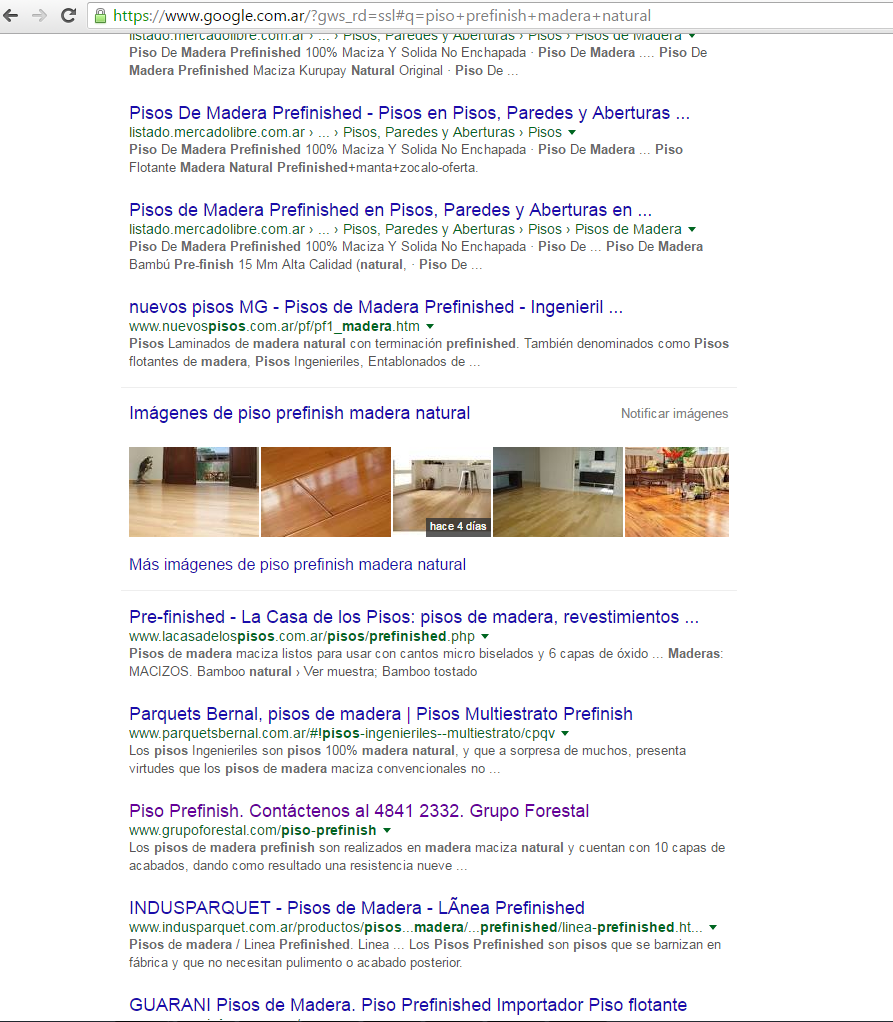 https://www.google.com.ar/?gws_rd=ssl#q=piso+prefinish+madera+natural
listado.mercadolibre.com.ar › ... › Pisos, Paredes y Aberturas › Pisos › Pisos de Madera
Piso De Madera Prefinished 100% Maciza Y Solida No Enchapada · Piso De Madera .... Piso De
Madera Prefinished Maciza Kurupay Natural Original · Piso De ...
Pisos De Madera Prefinished - Pisos en Pisos, Paredes y Aberturas ...
listado.mercadolibre.com.ar › ... › Pisos, Paredes y Aberturas › Pisos
Piso De Madera Prefinished 100% Maciza Y Solida No Enchapada · Piso De Madera ... Piso
Flotante Madera Natural Prefinished+manta+zocalo-oferta.
Pisos de Madera Prefinished en Pisos, Paredes y Aberturas en ...
listado.mercadolibre.com.ar › ... › Pisos, Paredes y Aberturas › Pisos › Pisos de Madera
Piso De Madera Prefinished 100% Maciza Y Solida No Enchapada · Piso De ... Piso De Madera
Bambú Pre-finish 15 Mm Alta Calidad (natural, · Piso De ...
nuevos pisos MG - Pisos de Madera Prefinished - Ingenieril ...
www.nuevospisos.com.ar/pf/pf1_madera.htm
Pisos Laminados de madera natural con terminación prefinished. También denominados como Pisos
flotantes de madera, Pisos Ingenieriles, Entablonados de ...
Imágenes de piso prefinish madera natural
Notificar imágenes
hace 4 días
Más imágenes de piso prefinish madera natural
Pre-finished - La Casa de los Pisos: pisos de madera, revestimientos ...
www.lacasadelospisos.com.ar/pisos/prefinished.php
Pisos de madera maciza listos para usar con cantos micro biselados y 6 capas de óxido ... Maderas:
MACIZOS. Bamboo natural › Ver muestra; Bamboo tostado
Parquets Bernal, pisos de madera | Pisos Multiestrato Prefinish
www.parquetsbernal.com.ar/#!pisos-ingenieriles--multiestrato/cpqv
Los pisos Ingenieriles son pisos 100% madera natural, y que a sorpresa de muchos, presenta
virtudes que los pisos de madera maciza convencionales no ...
Piso Prefinish. Contáctenos al 4841 2332. Grupo Forestal
www.grupoforestal.com/piso-prefinish
Los pisos de madera prefinish son realizados en madera maciza natural y cuentan con 10 capas de
acabados, dando como resultado una resistencia nueve ...
INDUSPARQUET - Pisos de Madera - LÃnea Prefinished
www.indusparquet.com.ar/productos/pisos...madera/...prefinished/linea-prefinished.ht...
Pisos de madera / Linea Prefinished. Linea ... Los Pisos Prefinished son pisos que se barnizan en
fábrica y que no necesitan pulimento o acabado posterior.
GUARANI Pisos de Madera. Piso Prefinished Importador Piso flotante